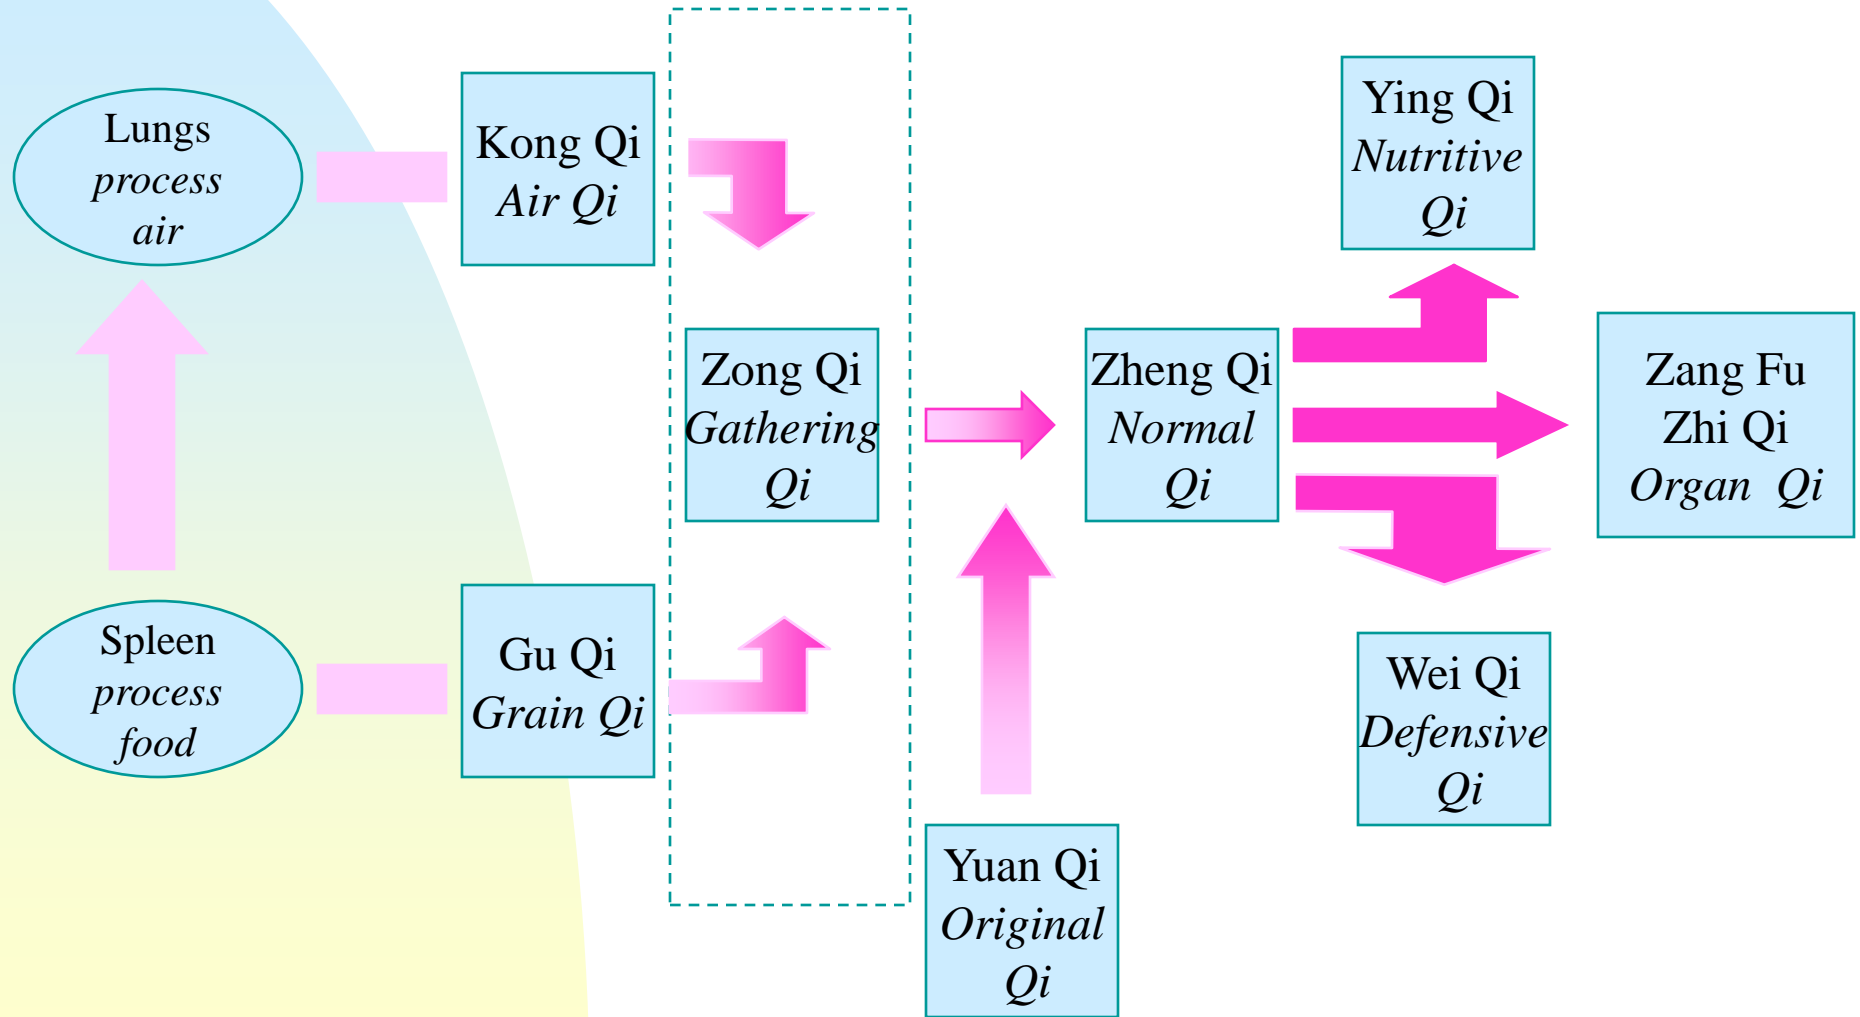 Lungs
process
air
Kong Qi
Air Qi
Ying Qi
Nutritive
Qi
Zong Qi
Gathering
Qi
Zheng Qi
Normal
Qi
Zang Fu
Zhi Qi
Organ Qi
Spleen
process
food
Gu Qi
Grain Qi
Wei Qi
Defensive
Qi
Yuan Qi
Original
Qi